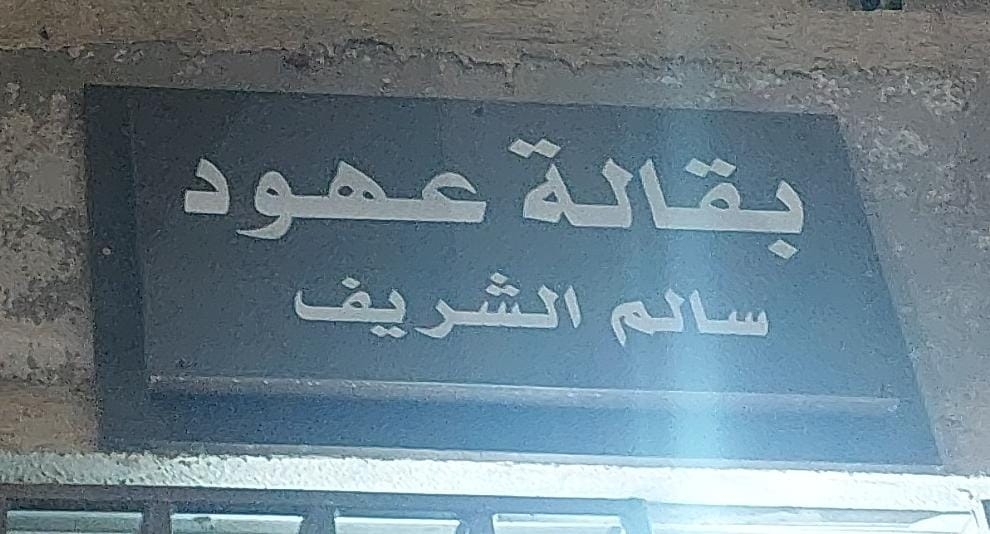 بقالة عهود
سالم الشريف